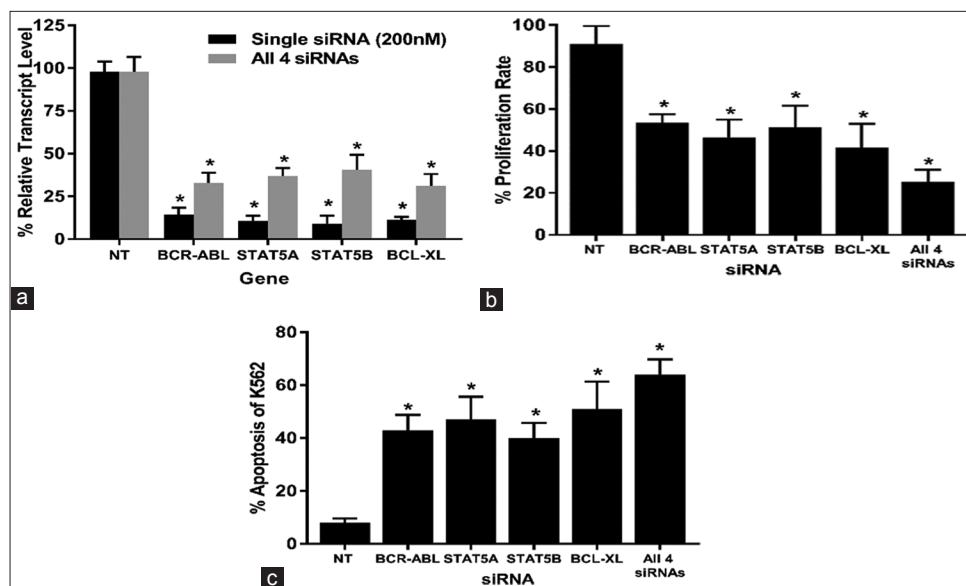 % Relative Transcript Level
125
100
75
50
25
0
Single siRNA (200nM)
All 4 siRNAs
* * * * * * * *
NT BCR-ABL STAT5A STAT5B BCL-XL
Gene
a
% Proliferation Rate
100
80
60
40
20
0
* * * * *
NT BCR-ABL STAT5A STAT5B BCL-XL All 4
siRNAs
siRNA
b
% Apoptosis of K562
80
60
40
20
0
* * * * *
NT BCR-ABL STAT5A STAT5B BCL-XL All 4
siRNAs
siRNA
c